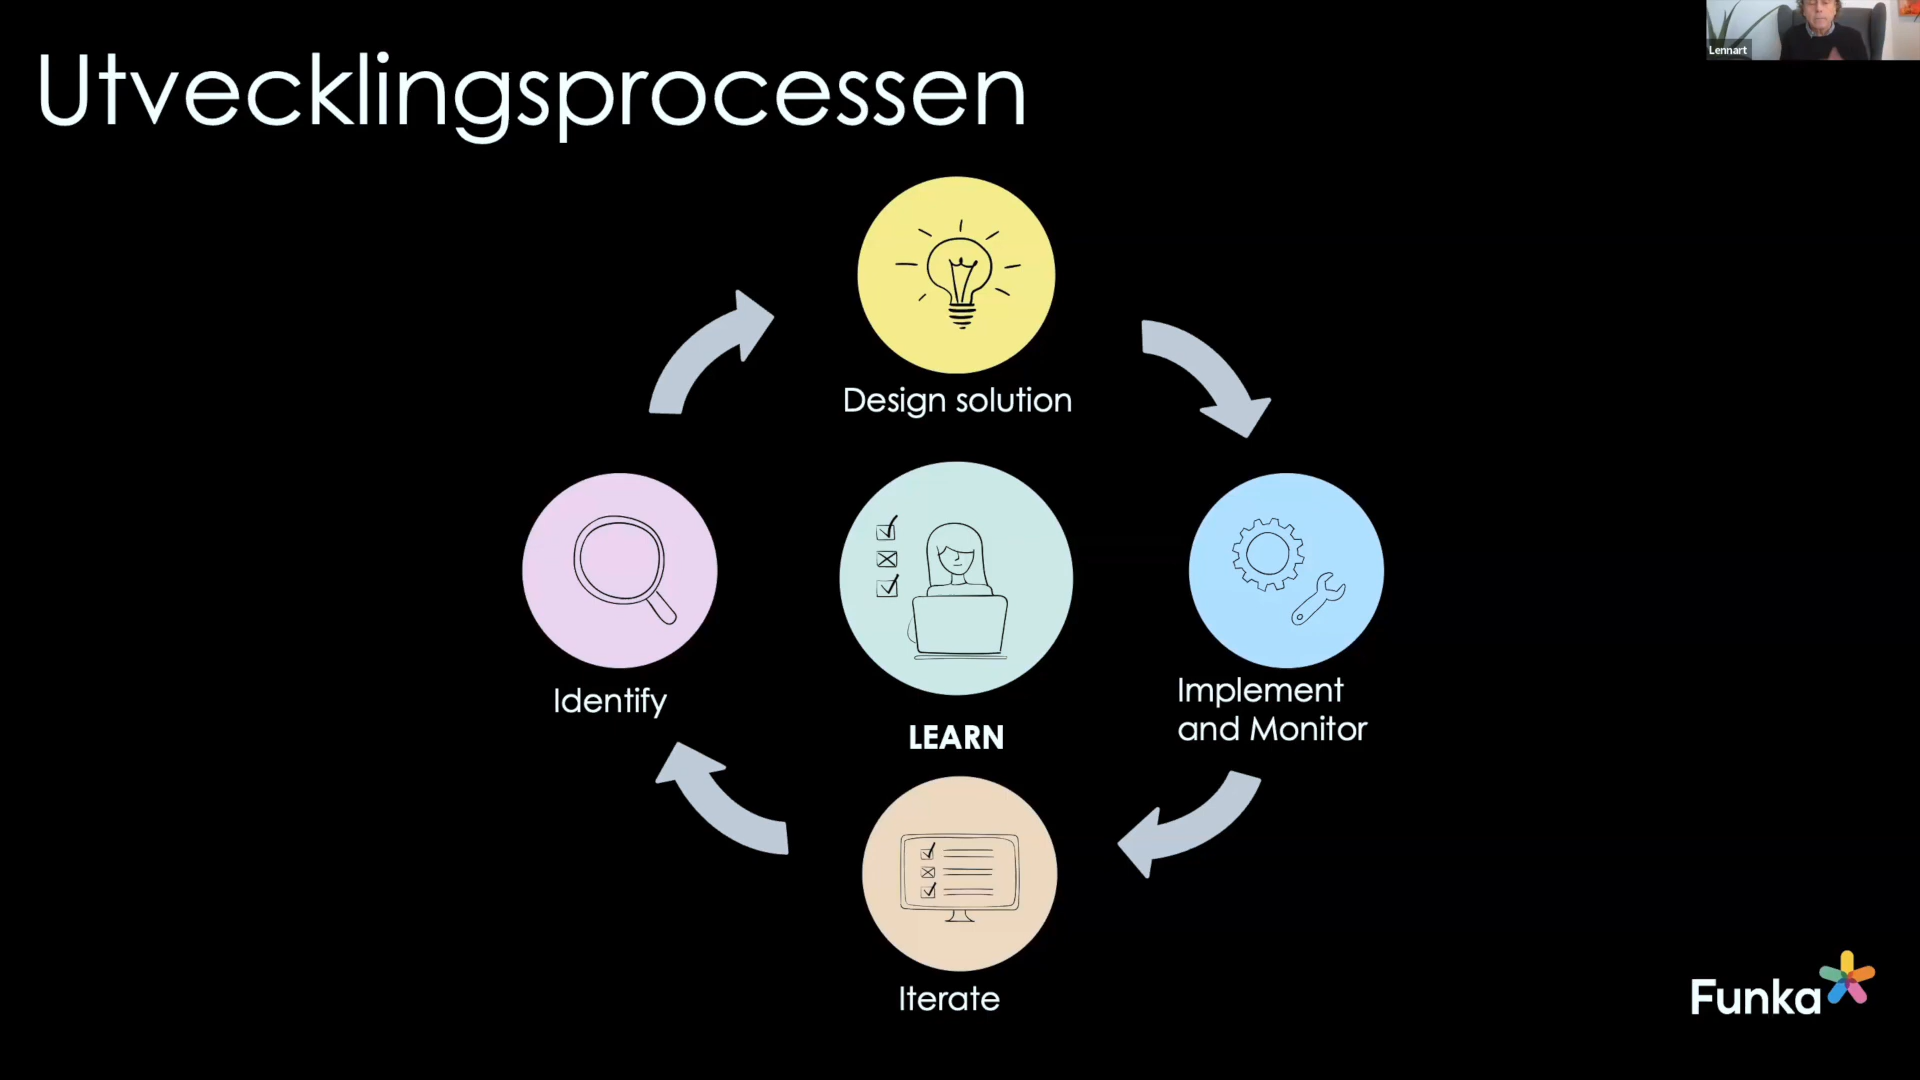 Utvecklingsprocessen
Lennart
Design solution
Identify
LEARN
Implement
and Monitor
Iterate
Funka